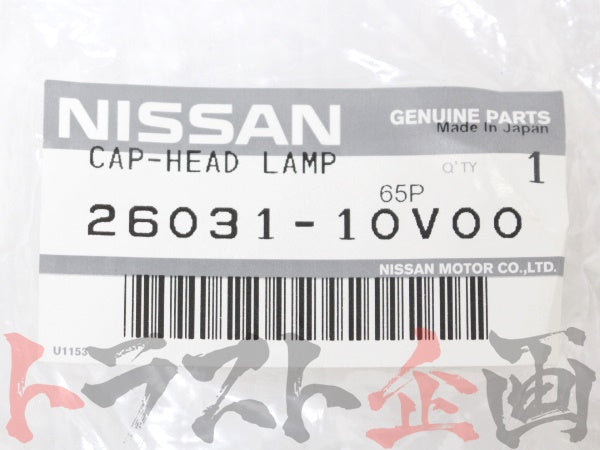 NISSAN
GENUINE PARTS
Made In Japan
CAP-HEAD LAMP
Q'TY 1
65P
26031-10V00
NISSAN MOTOR CO.,LTD.
U1153
トラスト企画